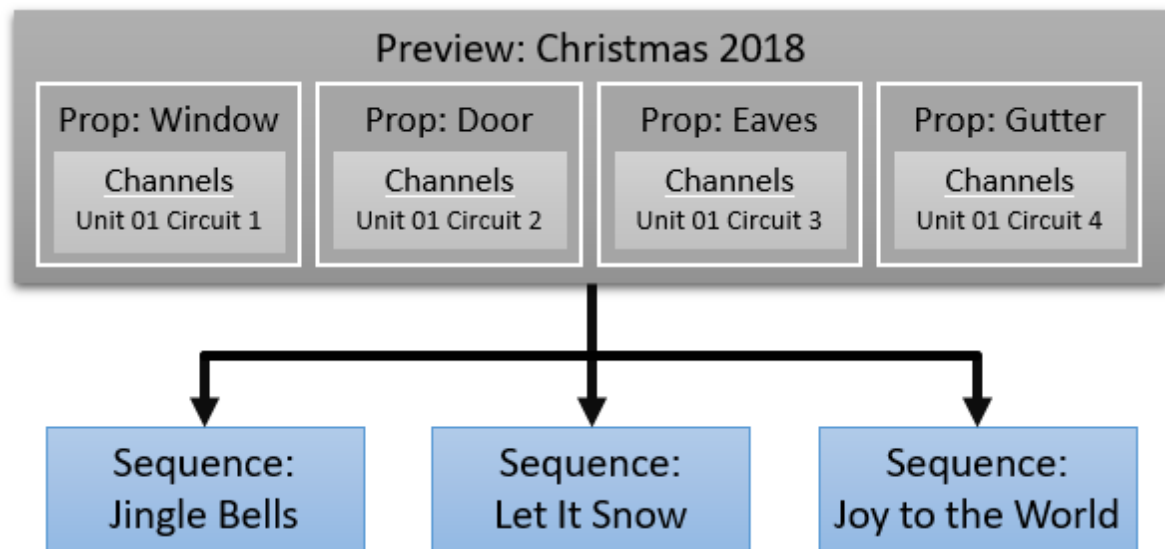 Preview: Christmas 2018
Prop: Window
Channels
Unit 01 Circuit 1
Prop: Door
Channels
Unit 01 Circuit 2
Prop: Eaves
Channels
Unit 01 Circuit 3
Prop: Gutter
Channels
Unit 01 Circuit 4
Sequence:
Jingle Bells
Sequence:
Let It Snow
Sequence:
Joy to the World